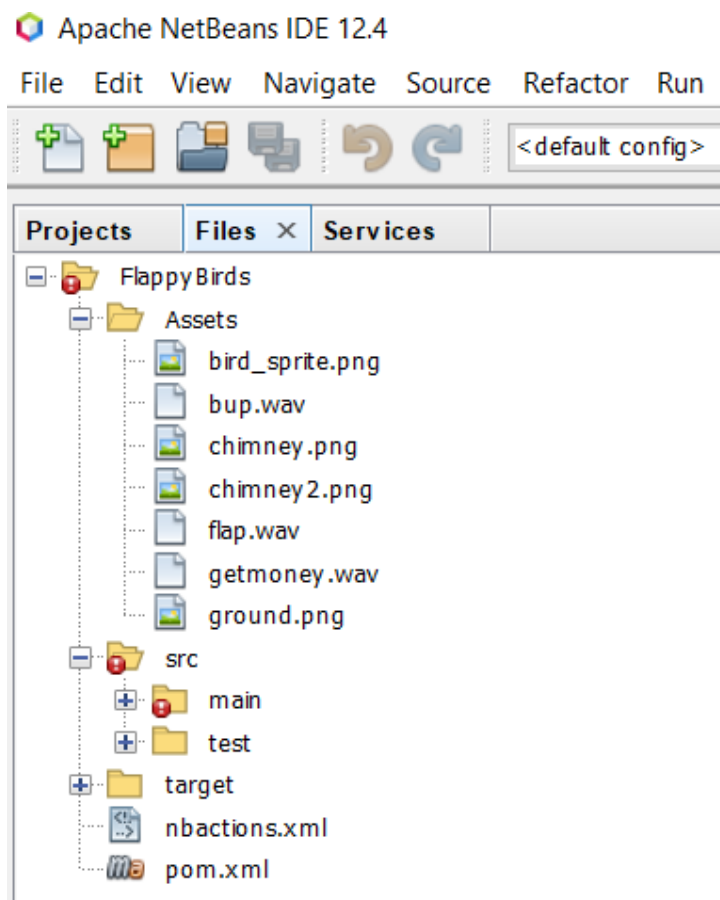 Apache NetBeans IDE 12.4
File Edit View Navigate Source Refactor Run
<default config>
Projects Files Services
FlappyBirds
Assets
bird_sprite.png
bup.wav
chimney.png
chimney2.png
flap.wav
getmoney.wav
ground.png
src
main
test
target
nbactions.xml
pom.xml